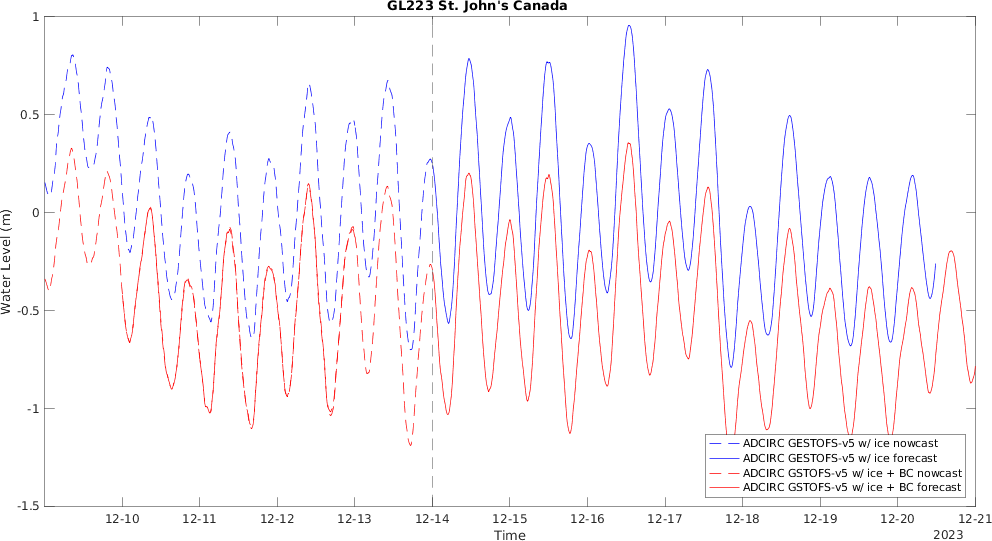 GL223 St. John's Canada
Water Level (m)
1
0.5
0
-0.5
-1
-1.5
ADCIRC GESTOFS-v5 w/ ice nowcast
ADCIRC GESTOFS-v5 w/ ice forecast
ADCIRC GSTOFS-v5 w/ ice + BC nowcast
ADCIRC GSTOFS-v5 w/ ice + BC forecast
12-10 12-11 12-12 12-13 12-14 12-15 12-16 12-17 12-18 12-19 12-20 12-21
Time
2023